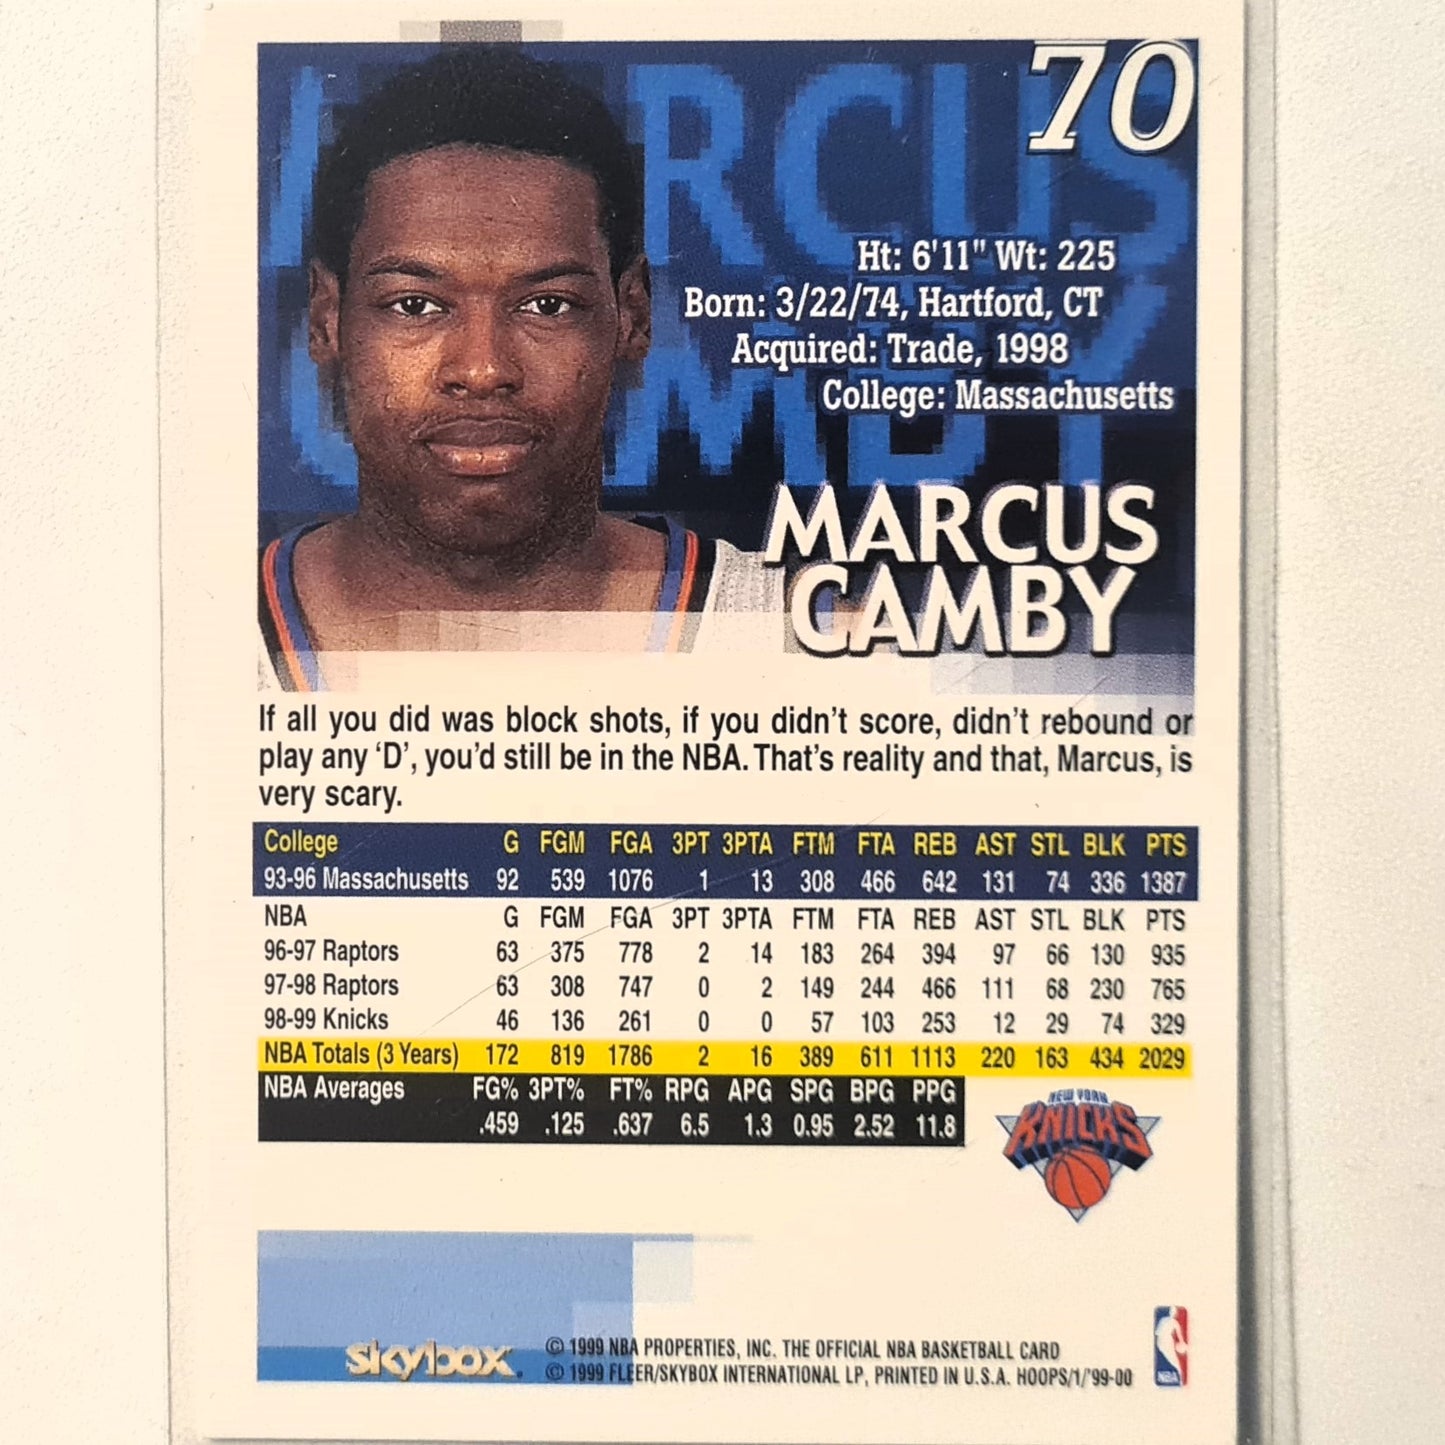 MARCUS
CAMBY
70
Ht: 6'11" Wt: 225
Born: 3/22/74, Hartford, CT
Acquired: Trade, 1998
College: Massachusetts
MARCUS
CAMBY
If all you did was block shots, if you didn't score, didn't rebound or
play any 'D', you'd still be in the NBA. That's reality and that, Marcus, is
very scary.
College G FGM FGA 3PT 3PTA FTM FTA REB AST STL BLK PTS
93-96 Massachusetts 92 539 1076 1 13 308 466 642 131 74 336 1387
NBA G FGM FGA 3PT 3PTA FTM FTA REB AST STL BLK PTS
96-97 Raptors 63 375 778 2 14 183 264 394 97 66 130 935
97-98 Raptors 63 308 747 0 2 149 244 466 111 68 230 765
98-99 Knicks 46 136 261 0 0 57 103 253 12 29 74 329
NBA Totals (3 Years) 172 819 1786 2 16 389 611 1113 220 163 434 2029
NBA Averages FG% 3PT% FT% RPG APG SPG BPG PPG
.459 .125 .637 6.5 1.3 0.95 2.52 11.8
NEW YORK
KNICKS
skybox.
© 1999 NBA PROPERTIES, INC. THE OFFICIAL NBA BASKETBALL CARD
© 1999 FLEER/SKYBOX INTERNATIONAL LP, PRINTED IN U.S.A. HOOPS/1/'99-00
NBA